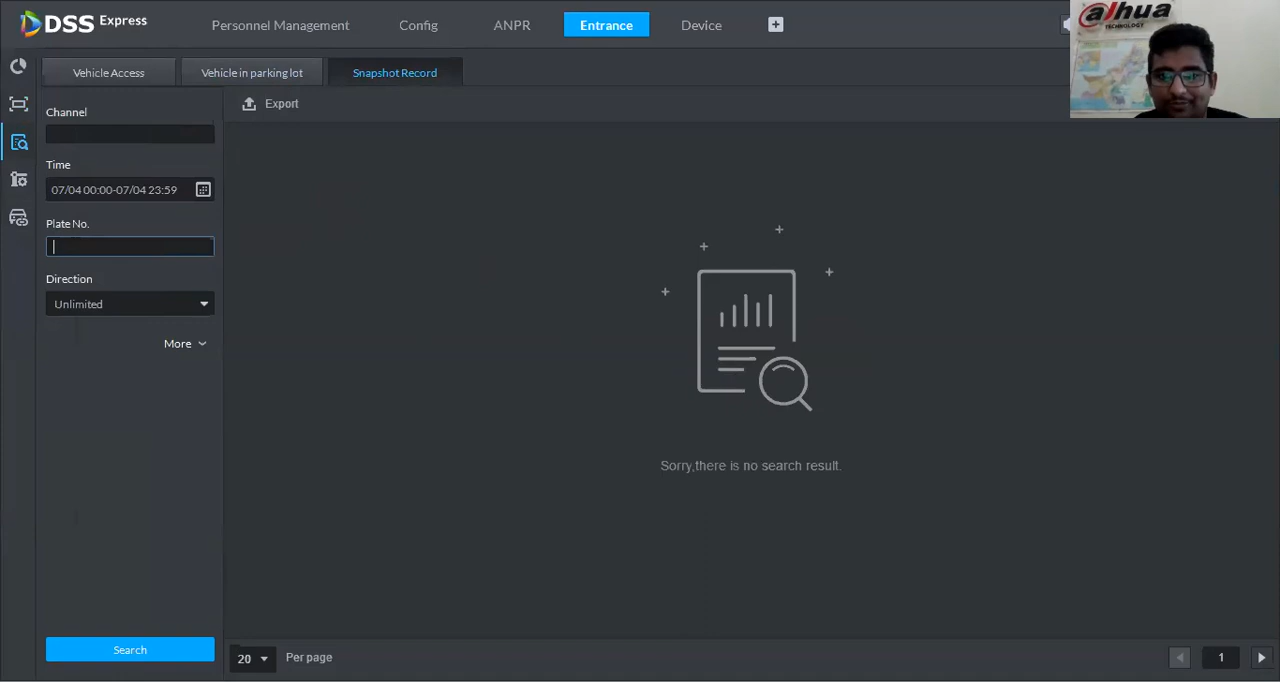 DSS Express
Personnel Management
Config
ANPR
Entrance
Device
alhua
TECHNOLOGY
Vehicle Access
Vehicle in parking lot
Snapshot Record
Channel
Export
Time
07/04 00:00-07/04 23:59
Plate No.
Direction
Unlimited
More
Sorry,there is no search result.
Search
20
Per page
1